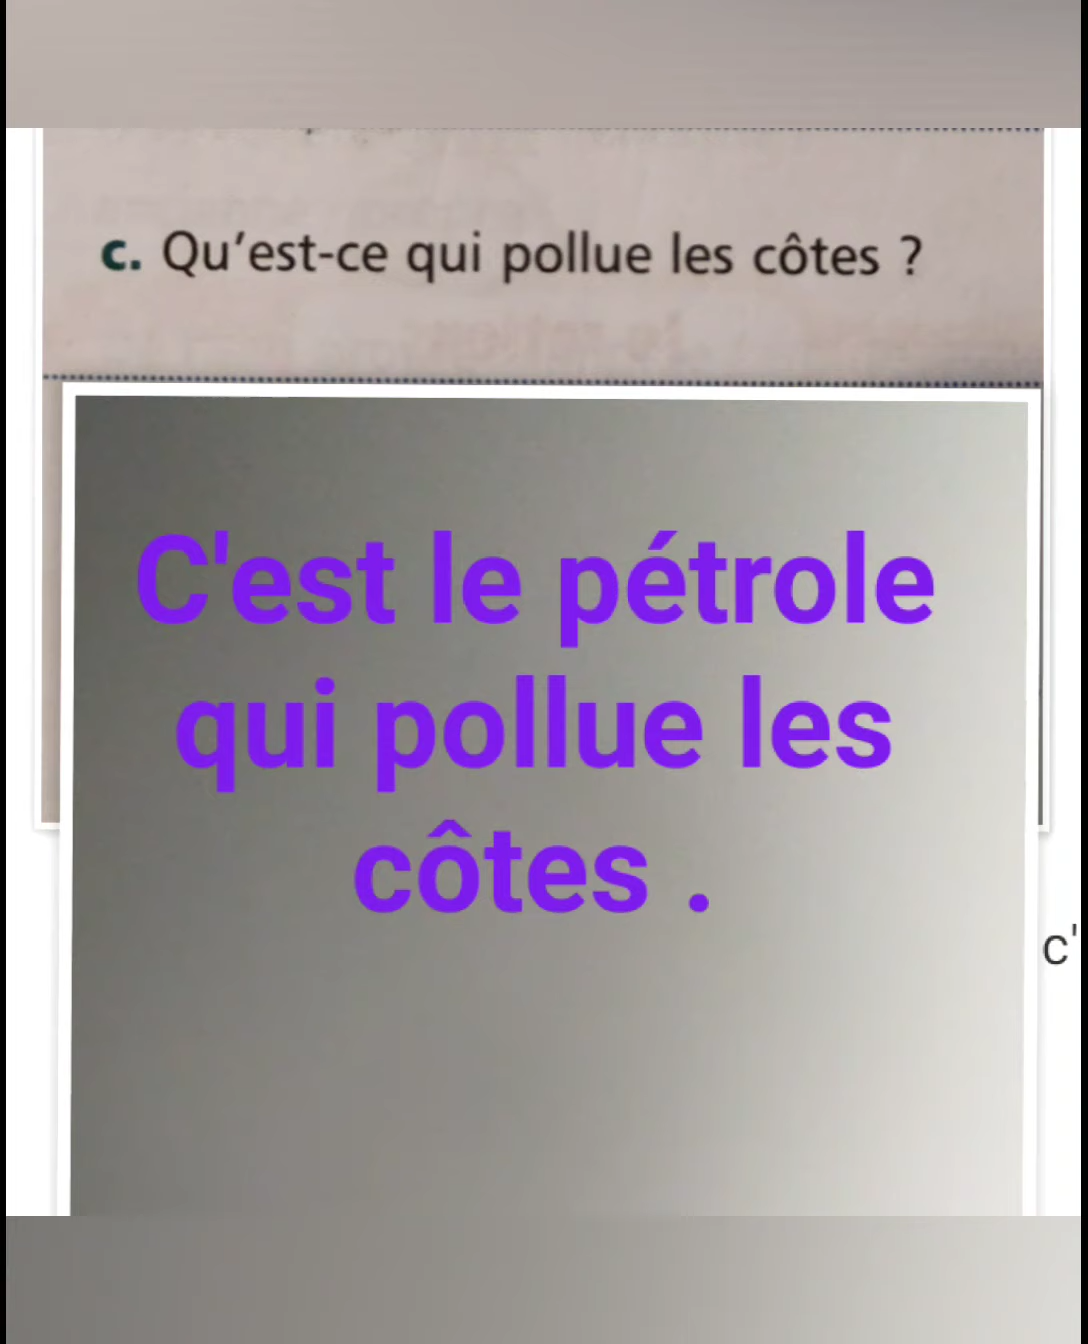 c. Qu'est-ce qui pollue les côtes ?
C'est le pétrole
qui pollue les
côtes .
c'